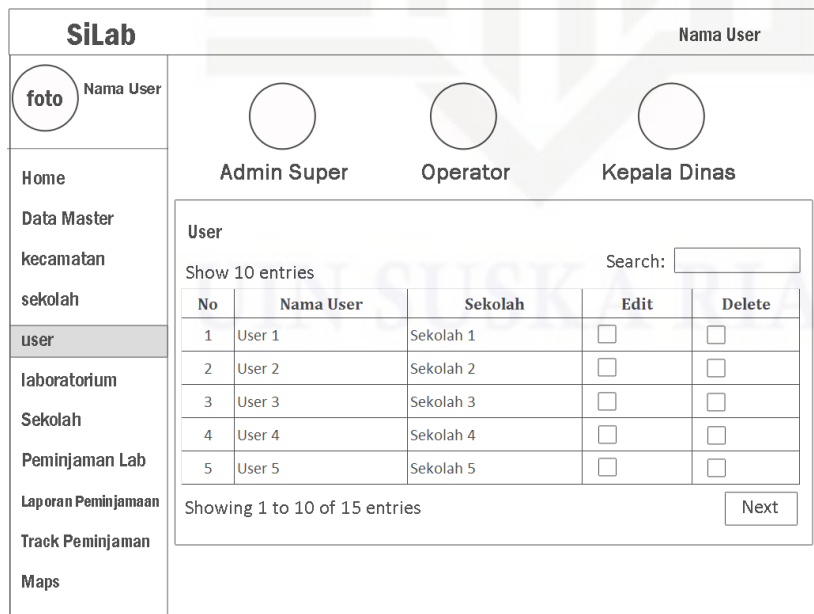 SiLab
Nama User
foto
Nama User
Home
Data Master
kecamatan
sekolah
user
laboratorium
Sekolah
Peminjaman Lab
Laporan Peminjamaan
Track Peminjaman
Maps
Admin Super
Operator
Kepala Dinas
User
Show 10 entries
Search:
No Nama User Sekolah Edit Delete
1 User 1 Sekolah 1
2 User 2 Sekolah 2
3 User 3 Sekolah 3
4 User 4 Sekolah 4
5 User 5 Sekolah 5
Showing 1 to 10 of 15 entries
Next
UIN SUSKA RIA